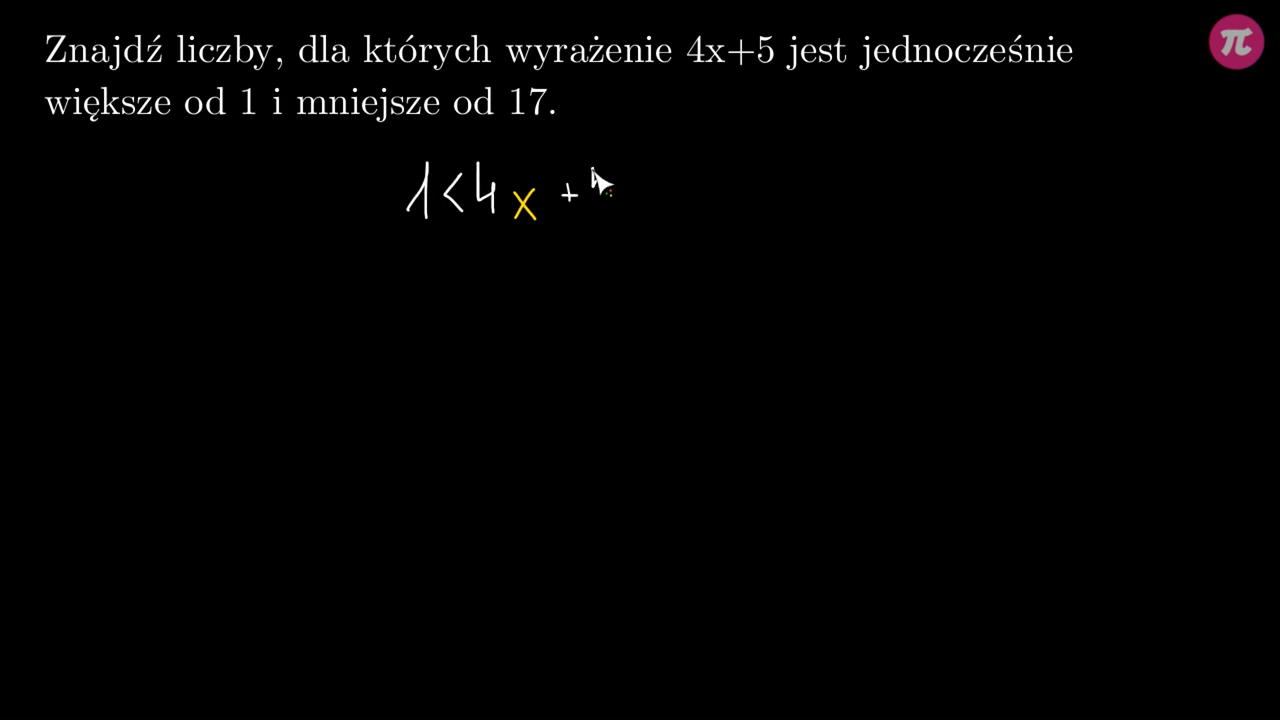 Znajdź liczby, dla których wyrażenie 4x+5 jest jednocześnie
większe od 1 i mniejsze od 17.
1<4x +
π